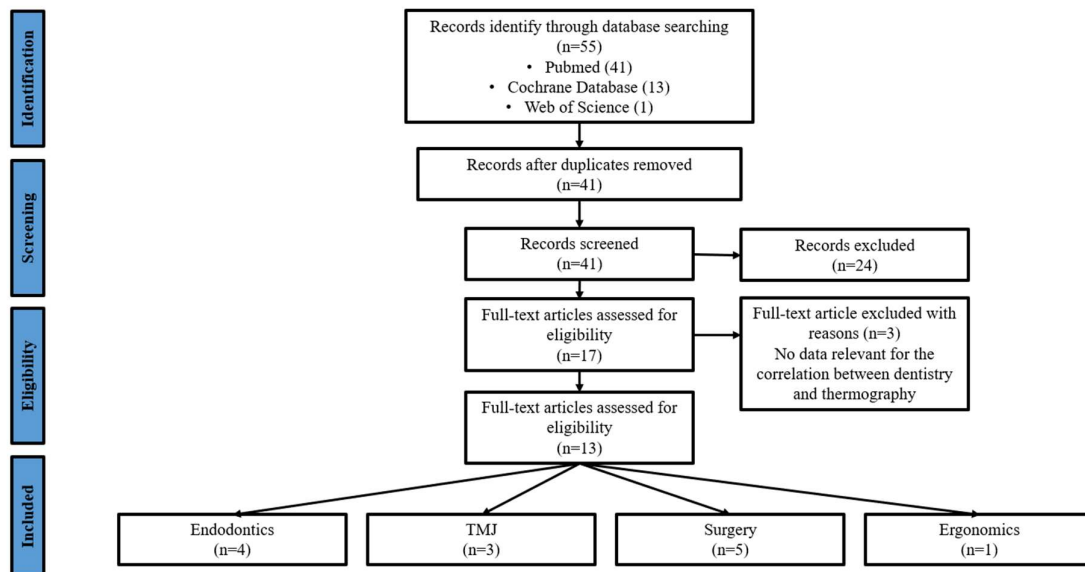 Identification
Records identify through database searching
(n=55)
• Pubmed (41)
• Cochrane Database (13)
• Web of Science (1)
Screening
Records after duplicates removed
(n=41)
Records screened
(n=41)
Records excluded
(n=24)
Eligibility
Full-text articles assessed for
eligibility
(n=17)
Full-text article excluded with
reasons (n=3)
No data relevant for the
correlation between dentistry
and thermography
Full-text articles assessed for
eligibility
(n=13)
Included
Endodontics
(n=4)
TMJ
(n=3)
Surgery
(n=5)
Ergonomics
(n=1)